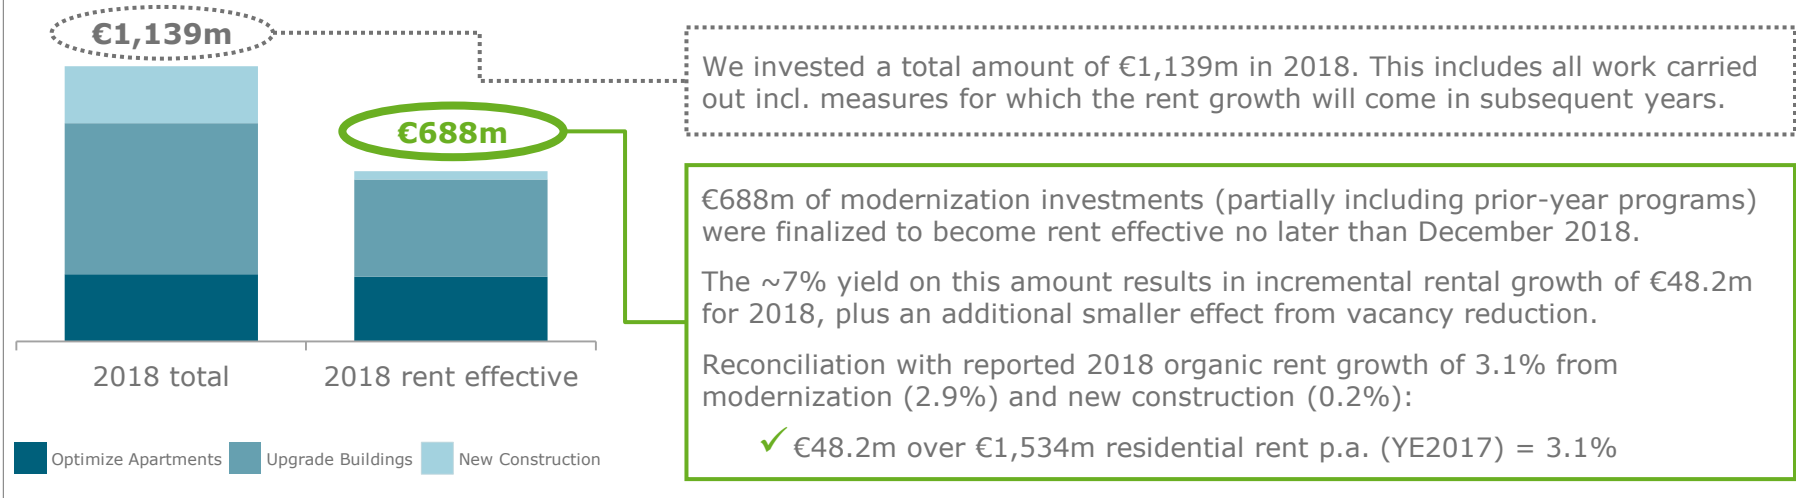 €1,139m
€688m
2018 total
2018 rent effective
Optimize Apartments
Upgrade Buildings
New Construction
We invested a total amount of €1,139m in 2018. This includes all work carried
out incl. measures for which the rent growth will come in subsequent years.
€688m of modernization investments (partially including prior-year programs)
were finalized to become rent effective no later than December 2018.
The ~7% yield on this amount results in incremental rental growth of €48.2m
for 2018, plus an additional smaller effect from vacancy reduction.
Reconciliation with reported 2018 organic rent growth of 3.1% from
modernization (2.9%) and new construction (0.2%):
✓ €48.2m over €1,534m residential rent p.a. (YE2017) = 3.1%